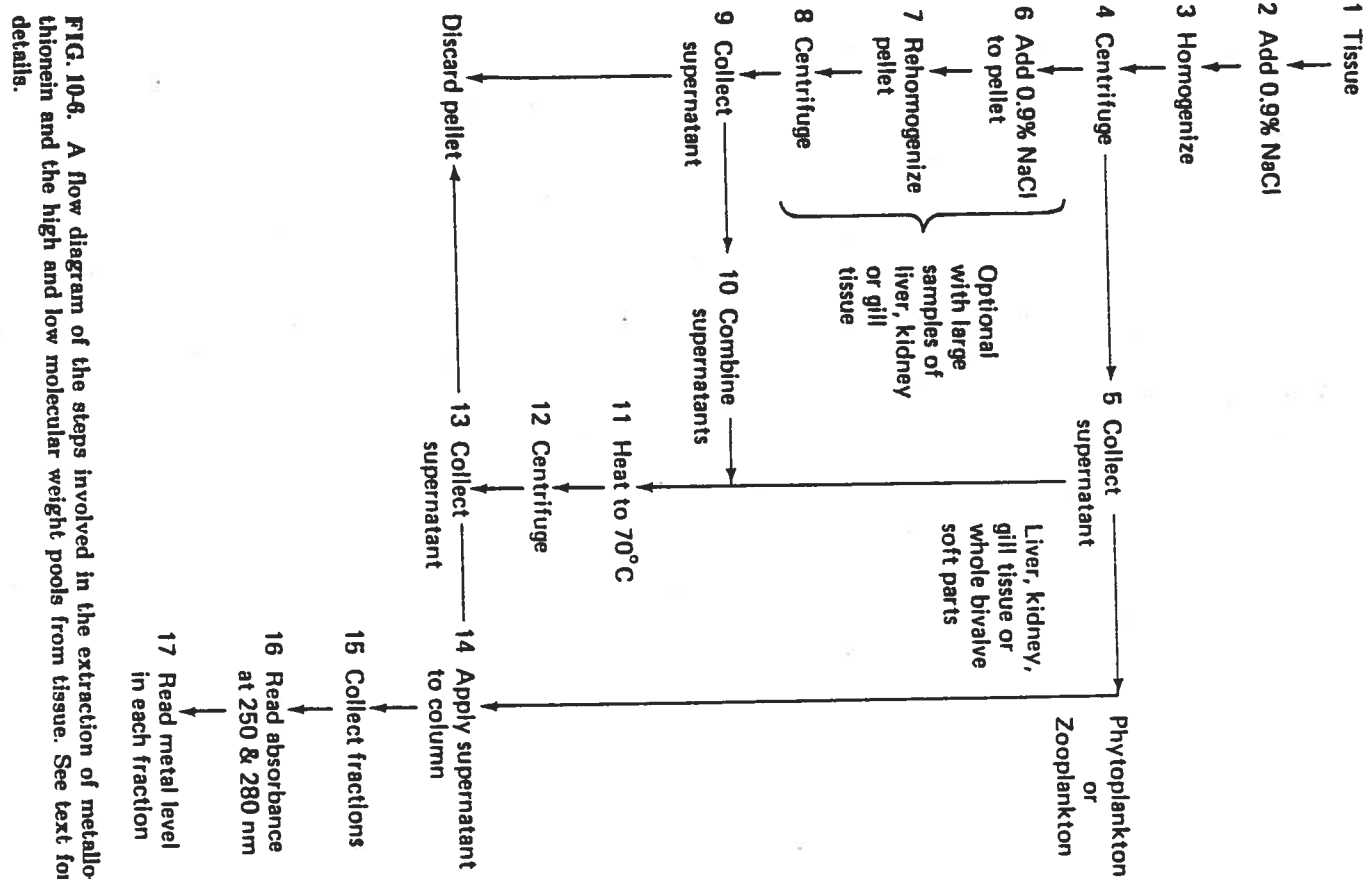 1 Tissue
2 Add 0.9% NaCl
3 Homogenize
4 Centrifuge
5 Collect
supernatant
Phytoplankton
or
Zooplankton
6 Add 0.9% NaCl
to pellet
7 Rehomogenize
pellet
8 Centrifuge
Optional
with large
samples of
liver, kidney
or gill
tissue
Liver, kidney,
gill tissue or
whole bivalve
soft parts
9 Collect
supernatant
10 Combine
supernatants
11 Heat to 70°C
12 Centrifuge
13 Collect
supernatant
Discard pellet
14 Apply supernatant
to column
15 Collect fractions
16 Read absorbance
at 250 & 280 nm
17 Read metal level
in each fraction
FIG. 10-6. A flow diagram of the steps involved in the extraction of metallo-
thionein and the high and low molecular weight pools from tissue. See text for
details.